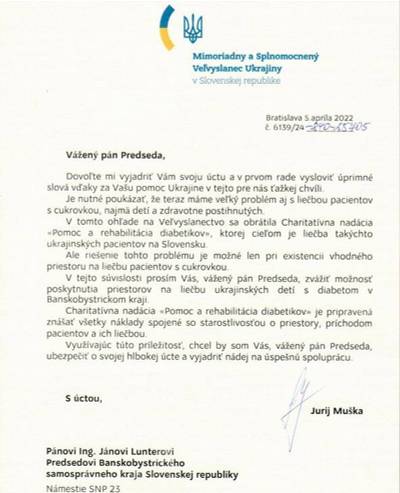 Mimoriadny a Splnomocnený
Veľvyslanec Ukrajiny
v Slovenskej republike
Bratislava 5.apríla 2022
č. 6139/24-
Vážený pán Predseda,
Dovoľte mi vyjadriť Vám svoju úctu a v prvom rade vysloviť úprimné
slová vďaky za Vašu pomoc Ukrajine v tejto pre nás ťažkej chvíli.
Je nutné poukázať, že teraz máme veľký problém aj s liečbou pacientov
s cukrovkou, najmä detí a zdravotne postihnutých.
V tomto ohľade na Veľvyslanectvo sa obrátila Charitatívna nadácia
«Pomoc a rehabilitácia diabetikov», ktorej cieľom je liečba takýchto
ukrajinských pacientov na Slovensku.
Ale riešenie tohto problému je možné len pri existencii vhodného
priestoru na liečbu pacientov s cukrovkou.
V tejto súvislosti prosím Vás, vážený pán Predseda, zvážiť možnosť
poskytnutia priestorov na liečbu ukrajinských detí s diabetom v
Banskobystrickom kraji.
Charitatívna nadácia «Pomoc a rehabilitácia diabetikov» je pripravená
znášať všetky náklady spojené so starostlivosťou o priestory, príchodom
pacientov a ich liečbou.
Využívajúc túto príležitosť, chcel by som Vás, vážený pán Predseda,
ubezpečiť o svojej hlbokej úcte a vyjadriť nádej na úspešnú spoluprácu.
S úctou,
Jurij Muška
Pánovi Ing. Jánovi Lunterovi
Predsedovi Banskobystrického
samosprávneho kraja Slovenskej republiky
Námestie SNP 23